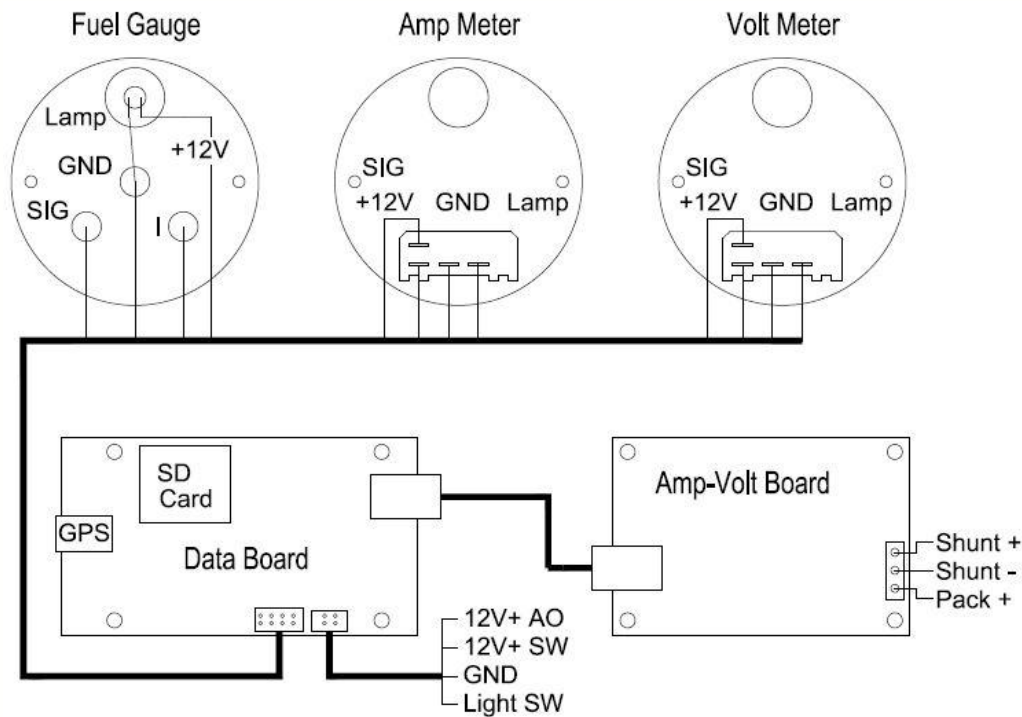 Fuel Gauge
Amp Meter
Volt Meter
Lamp
+12V
GND
SIG
I
SIG
+12V GND Lamp
SIG
+12V GND Lamp
SD
Card
GPS
Data Board
Amp-Volt Board
Shunt +
Shunt -
Pack +
12V+ AO
12V+ SW
GND
Light SW